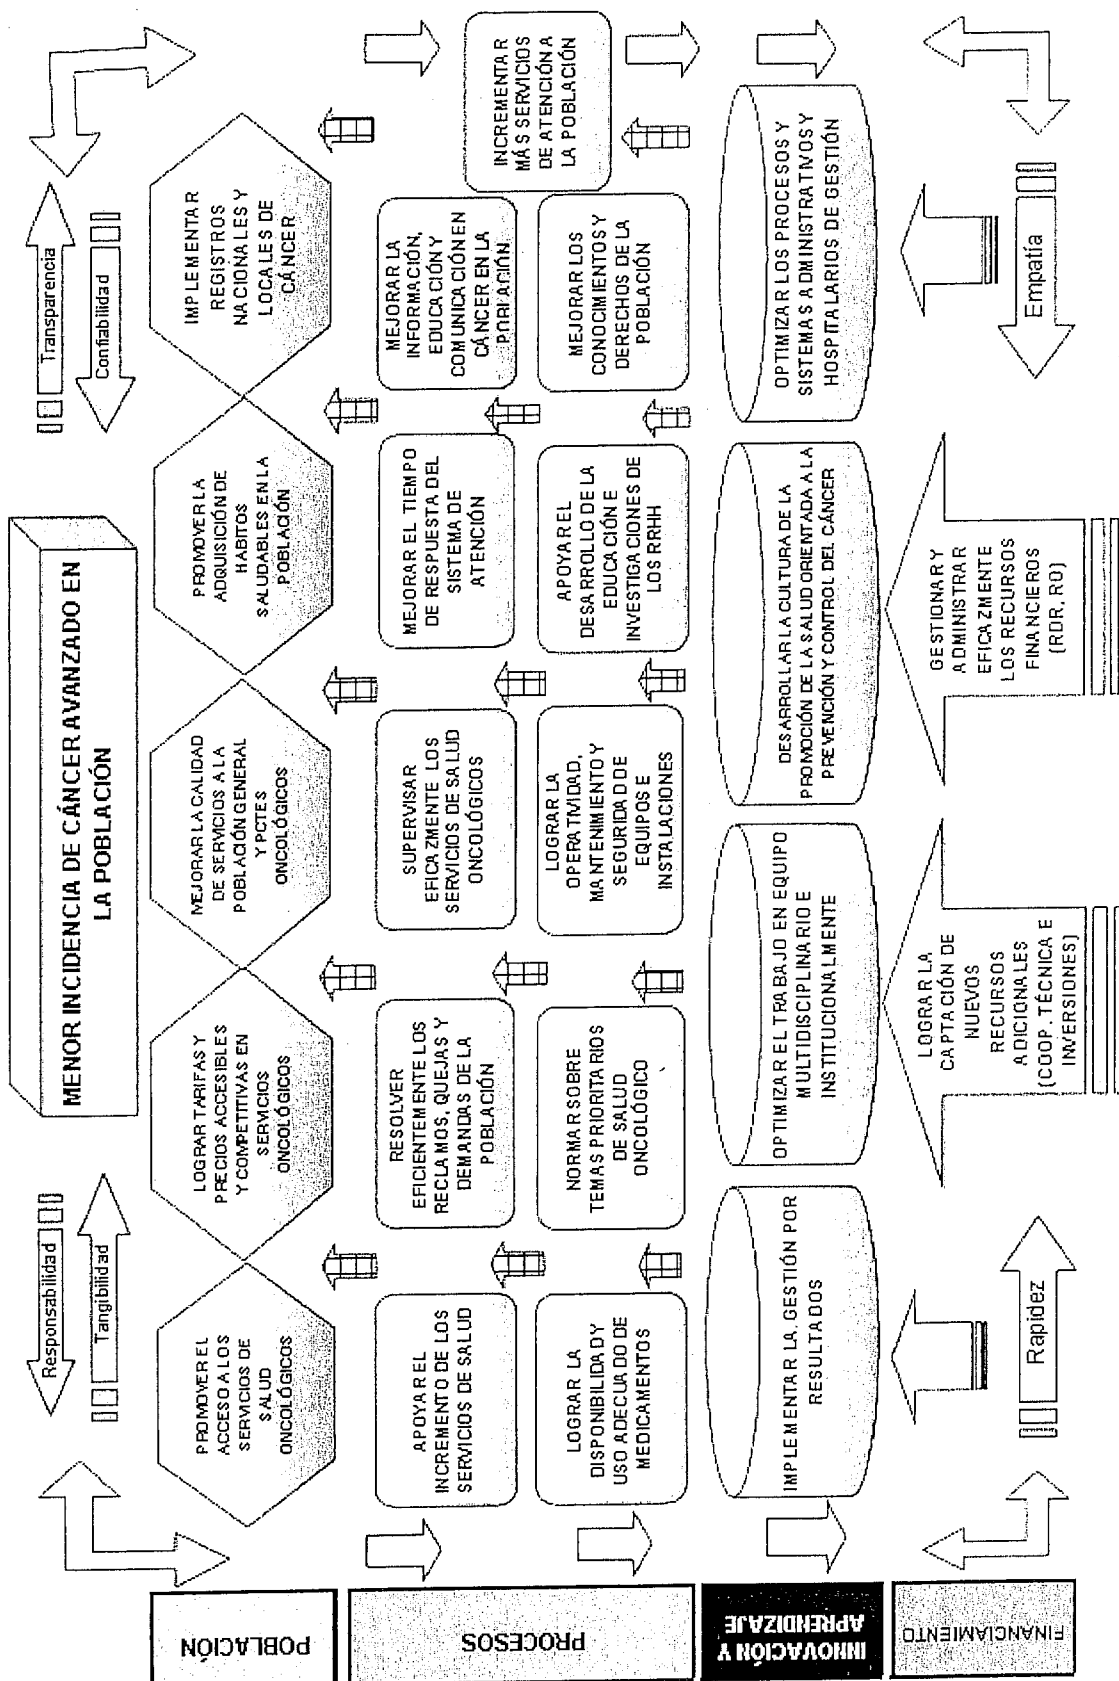 MENOR INCIDENCIA DE CÁNCER AVANZADO EN
LA POBLACIÓN
Responsabilidad
Tangibilidad
Transparencia
Confiabilidad
POBLACIÓN
PROMOVER EL
ACCESO A LOS
SERVICIOS DE
SALUD
ONCOLÓGICOS
LOGRAR TARIFAS Y
PRECIOS ACCESIBLES
Y COMPETITIVAS EN
SERVICIOS
ONCOLÓGICOS
MEJORAR LA CALIDAD
DE SERVICIOS A LA
POBLACIÓN GENERAL
Y PCTES
ONCOLÓGICOS
PROMOVER LA
ADQUISICIÓN DE
HABITOS
SALUDABLES EN LA
POBLACIÓN
IMPLEMENTAR
REGISTROS
NACIONALES Y
LOCALES DE
CÁNCER
PROCESOS
APOYAR EL
INCREMENTO DE LOS
SERVICIOS DE SALUD
RESOLVER
EFICIENTEMENTE LOS
RECLAMOS, QUEJAS Y
DEMANDAS DE LA
POBLACIÓN
SUPERVISAR
EFICAZMENTE LOS
SERVICIOS DE SALUD
ONCOLÓGICOS
MEJORAR EL TIEMPO
DE RESPUESTA DEL
SISTEMA DE
ATENCIÓN
MEJORAR LA
INFORMACIÓN,
EDUCACIÓN Y
COMUNICACIÓN EN
CÁNCER EN LA
POBLACIÓN
INCREMENTAR
MÁS SERVICIOS
DE ATENCIÓN A
LA POBLACIÓN
LOGRAR LA
DISPONIBILIDAD Y
USO ADECUADO DE
MEDICAMENTOS
NORMAR SOBRE
TEMAS PRIORITARIOS
DE SALUD
ONCOLÓGICO
LOGRAR LA
OPERATIVIDAD,
MANTENIMIENTO Y
SEGURIDAD DE
EQUIPOS E
INSTALACIONES
APOYAR EL
DESARROLLO DE LA
EDUCACIÓN E
INVESTIGACIONES DE
LOS RRHH
MEJORAR LOS
CONOCIMIENTOS Y
DERECHOS DE LA
POBLACIÓN
INNOVACIÓN Y
APRENDIZAJE
IMPLEMENTAR LA GESTIÓN POR
RESULTADOS
OPTIMIZAR EL TRABAJO EN EQUIPO
MULTIDISCIPLINARIO E
INSTITUCIONALMENTE
DESARROLLAR LA CULTURA DE LA
PROMOCIÓN DE LA SALUD ORIENTADA A LA
PREVENCIÓN Y CONTROL DEL CÁNCER
OPTIMIZAR LOS PROCESOS Y
SISTEMAS ADMINISTRATIVOS Y
HOSPITALARIOS DE GESTIÓN
FINANCIAMIENTO
Rapidez
LOGRAR LA
CAPTACIÓN DE
NUEVOS
RECURSOS
ADICIONALES
(COOP. TÉCNICA E
INVERSIONES)
GESTIONAR Y
ADMINISTRAR
EFICAZMENTE
LOS RECURSOS
FINANCIEROS
(RDR, RO)
Empatía